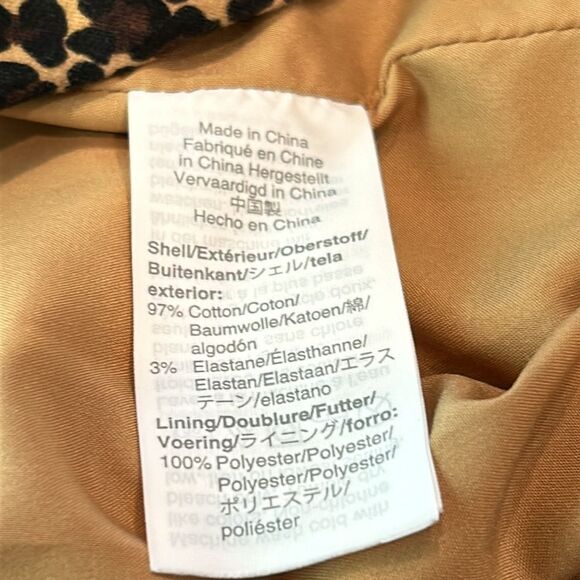 Made in China
Fabriqué en Chine
in China Hergestellt
Vervaardigd in China
中国製
Hecho en China
Shell/Extérieur/Oberstoff/
Buitenkant/シェル/tela
exterior:
97% Cotton/Coton/
Baumwolle/Katoen/綿/
algodón
3% Elastane/Élasthanne/
Elastan/Elastaan/エラス
テーン/elastano
Lining/Doublure/Futter/
Voering/ライニング/forro:
100% Polyester/Polyester/
Polyester/Polyester/
ポリエステル/
poliéster